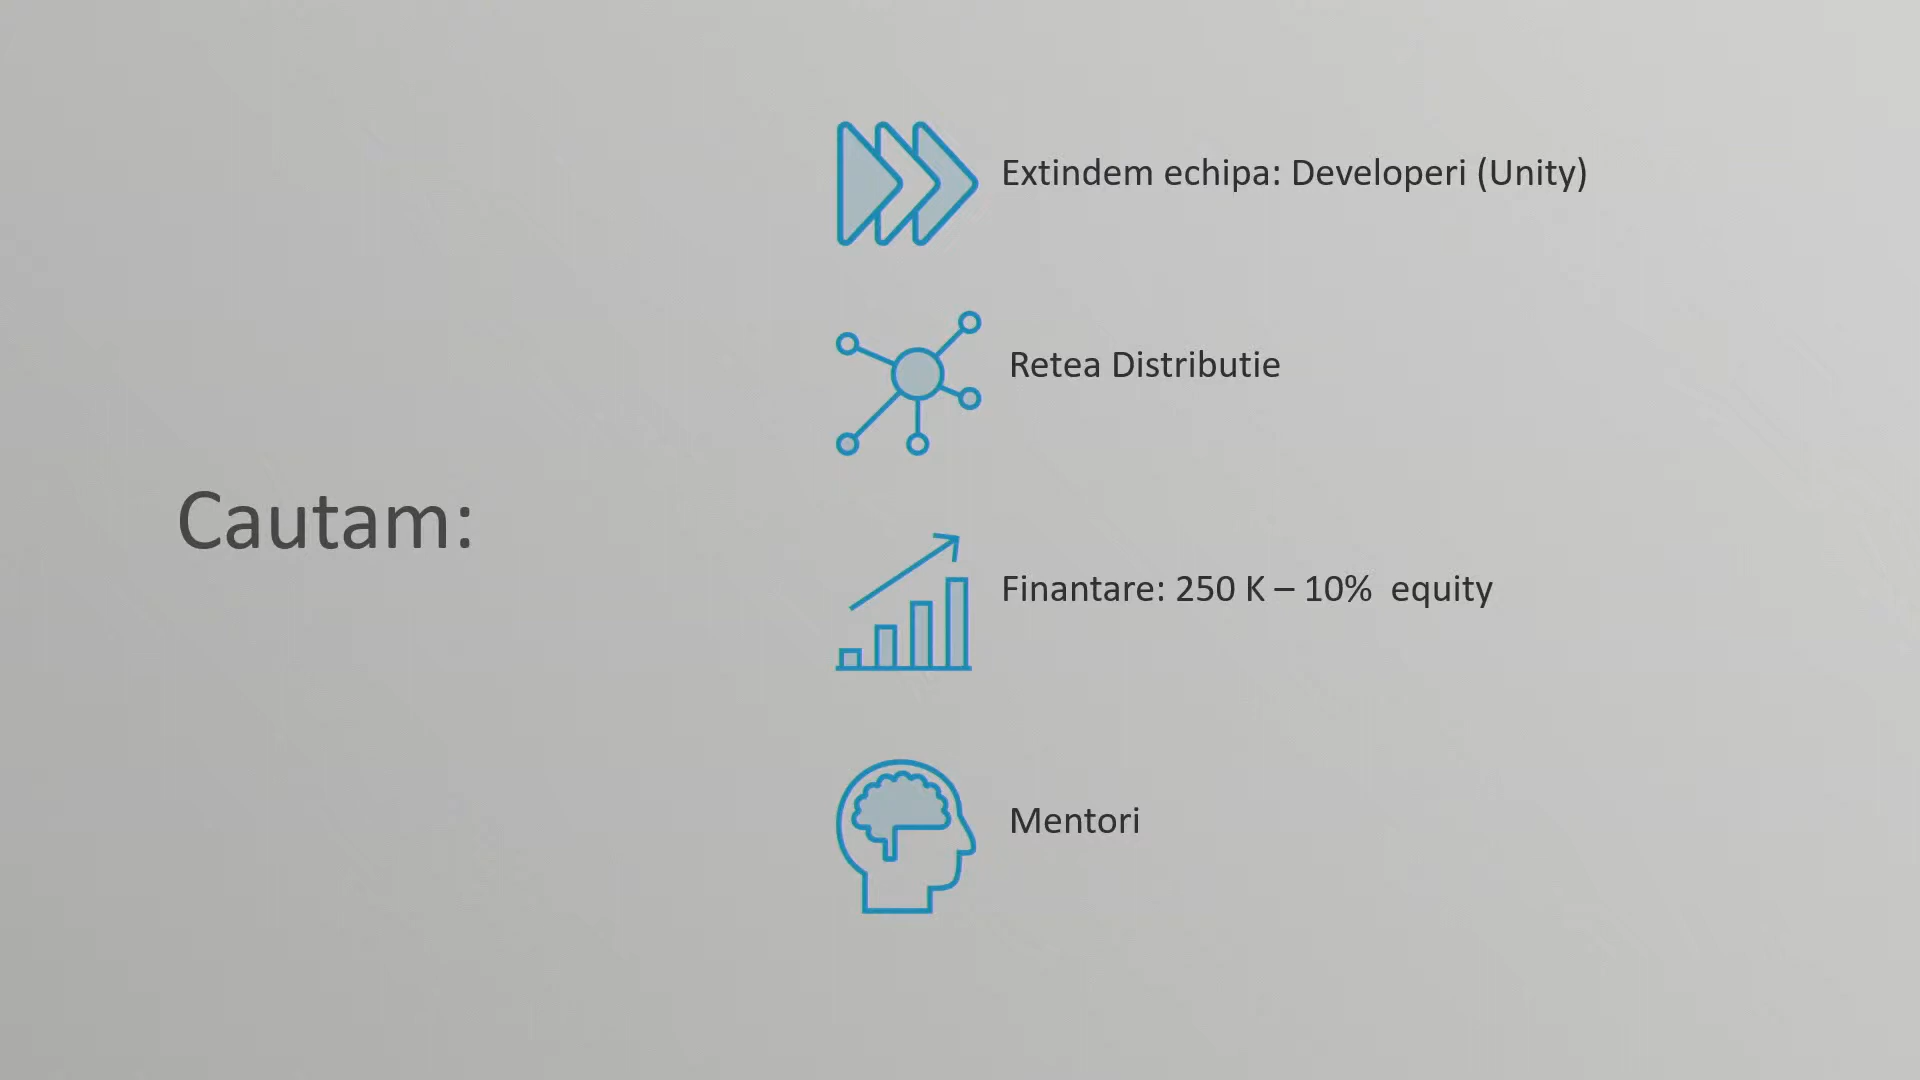 Cautam:
Extindem echipa: Developeri (Unity)
Retea Distributie
Finantare: 250 K – 10%  equity
Mentori